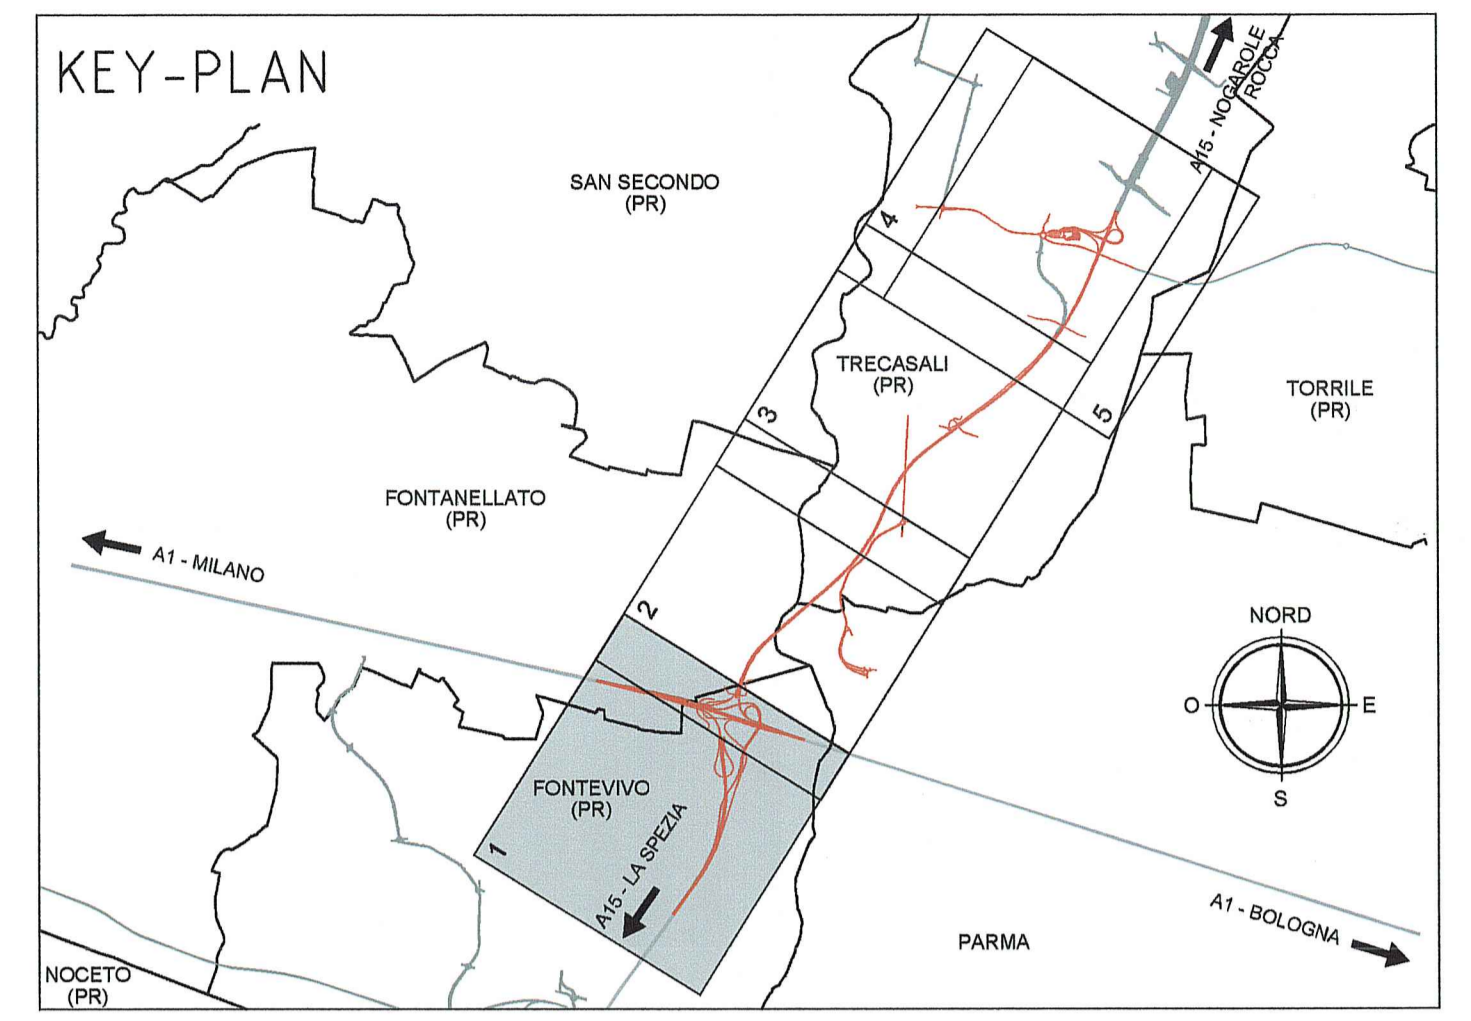 KEY-PLAN
A15 - NOGAROLE
ROCCA
SAN SECONDO
(PR)
4
TRECASALI
(PR)
TORRILE
(PR)
5
3
FONTANELLATO
(PR)
A1 - MILANO
2
NORD
O
E
S
FONTEVIVO
(PR)
1
A15 - LA SPEZIA
A1 - BOLOGNA
PARMA
NOCETO
(PR)